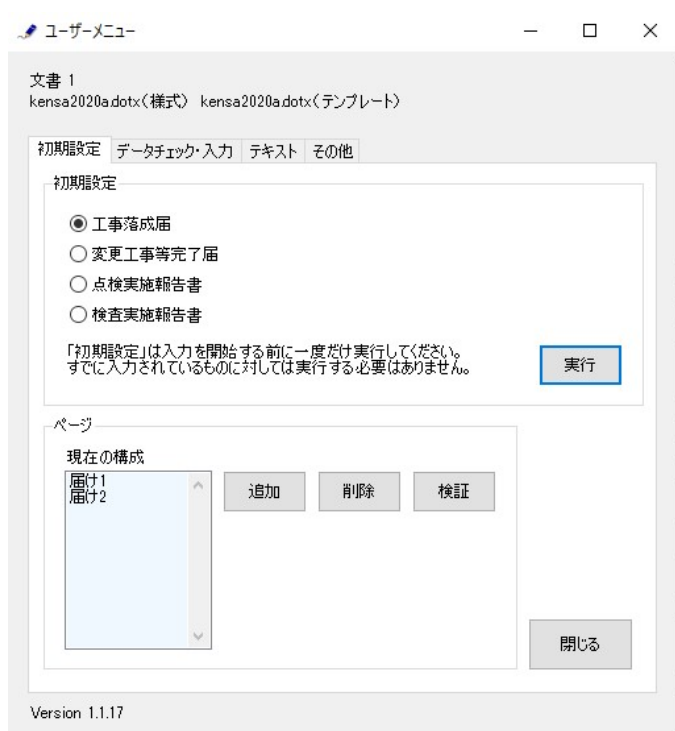 ユーザーメニュー
文書 1
kensa2020a.dotx(様式) kensa2020a.dotx(テンプレート)
初期設定 データチェック・入力 テキスト その他
初期設定
工事落成届
変更工事等完了届
点検実施報告書
検査実施報告書
「初期設定」は入力を開始する前に一度だけ実行してください。
すでに入力されているものに対しては実行する必要はありません。
実行
ページ
現在の構成
届け1
届け2
追加 削除 検証
閉じる
Version 1.1.17